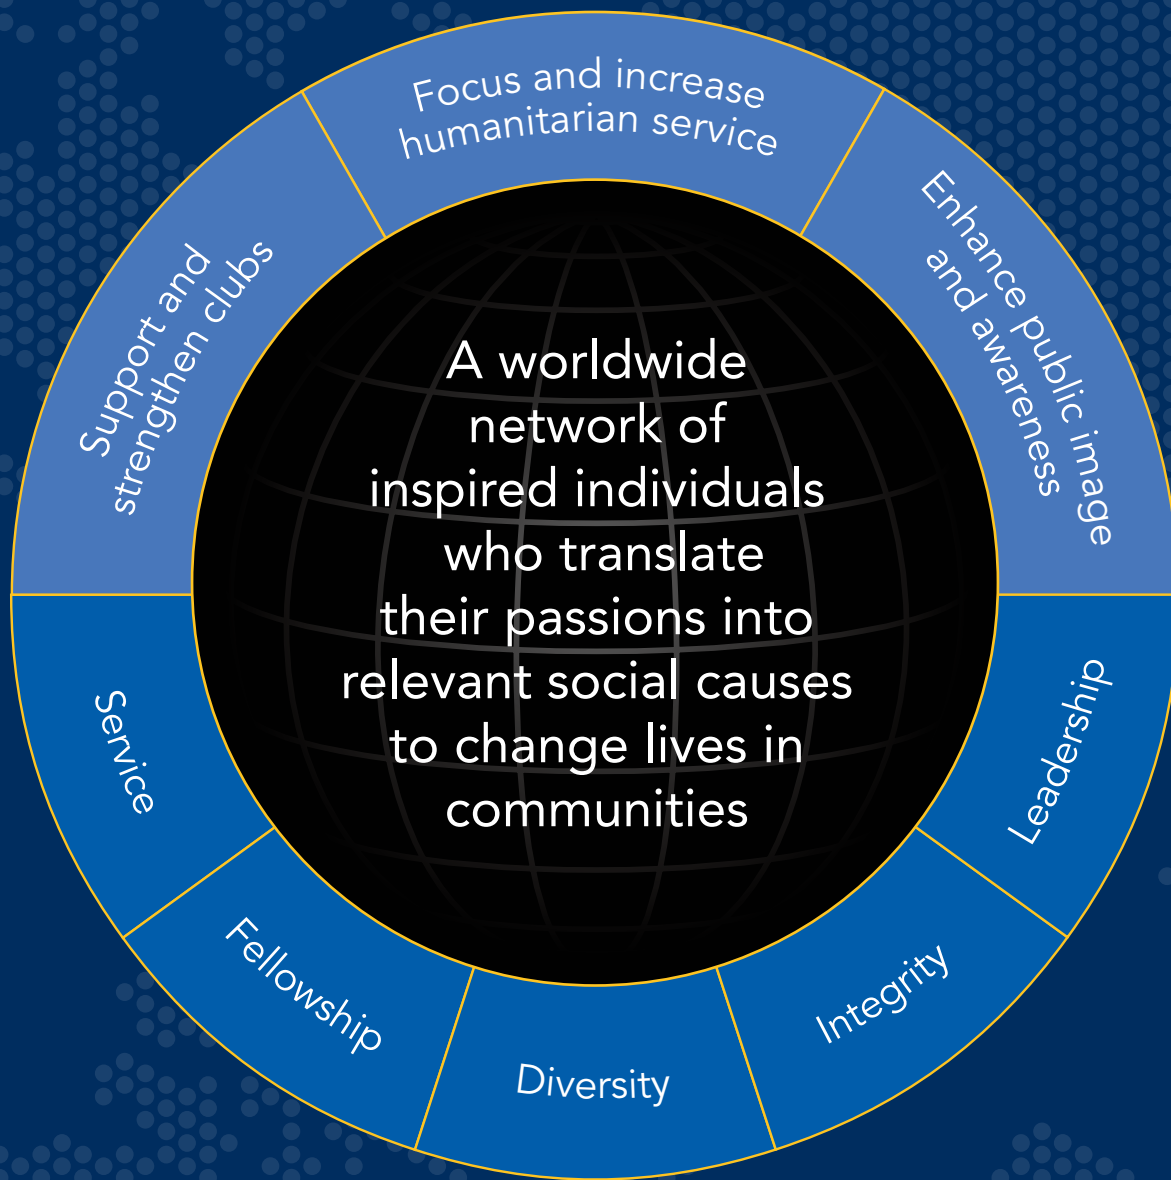 Focus and increase
humanitarian service
Enhance public image
and awareness
Support and
strengthen clubs
A worldwide
network of
inspired individuals
who translate
their passions into
relevant social causes
to change lives in
communities
Service
Fellowship
Diversity
Integrity
Leadership